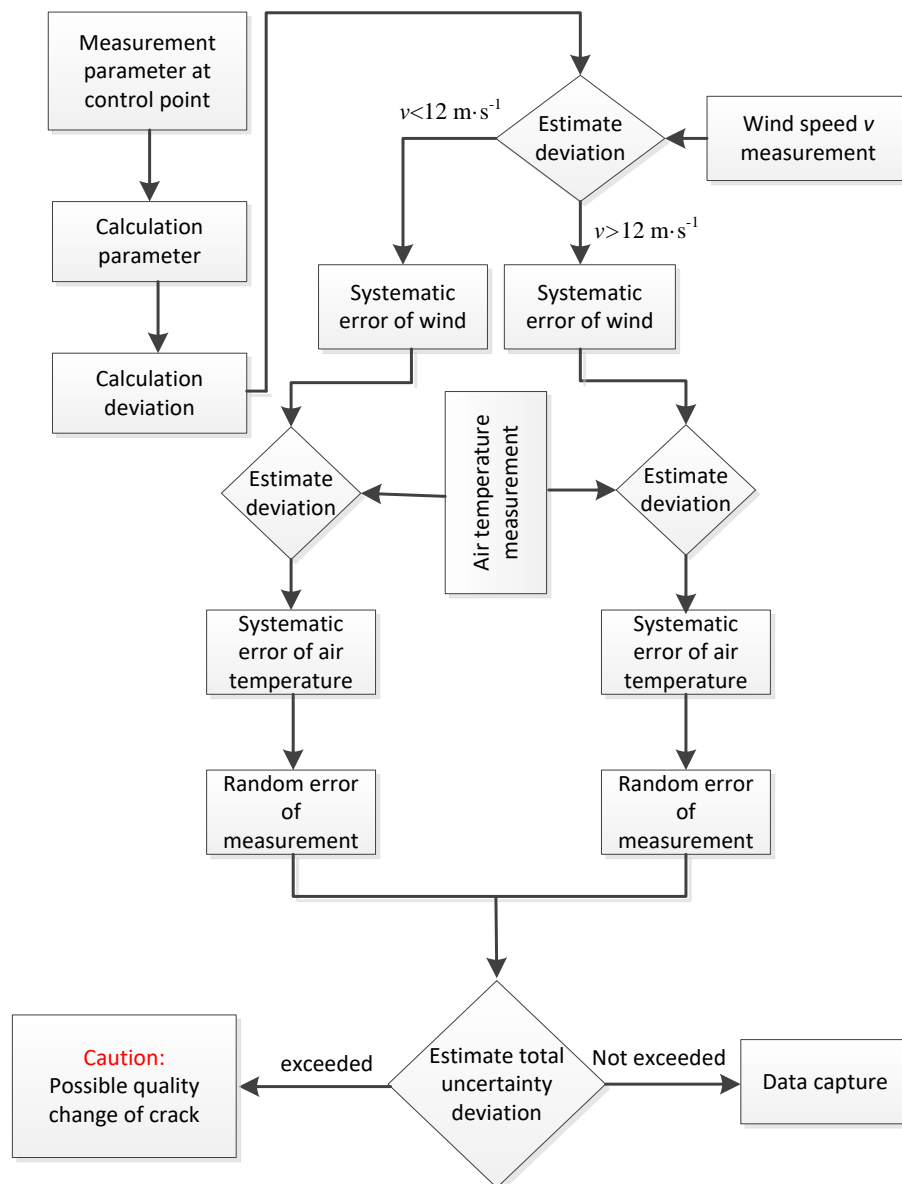 Measurement
parameter at
control point
Calculation
parameter
Calculation
deviation
v<12 m·s⁻¹
Estimate
deviation
Wind speed v
measurement
v>12 m·s⁻¹
Systematic
error of wind
Systematic
error of wind
Estimate
deviation
Air temperature
measurement
Estimate
deviation
Systematic
error of air
temperature
Systematic
error of air
temperature
Random error
of
measurement
Random error
of
measurement
Caution:
Possible quality
change of crack
exceeded
Estimate total
uncertainty
deviation
Not exceeded
Data capture